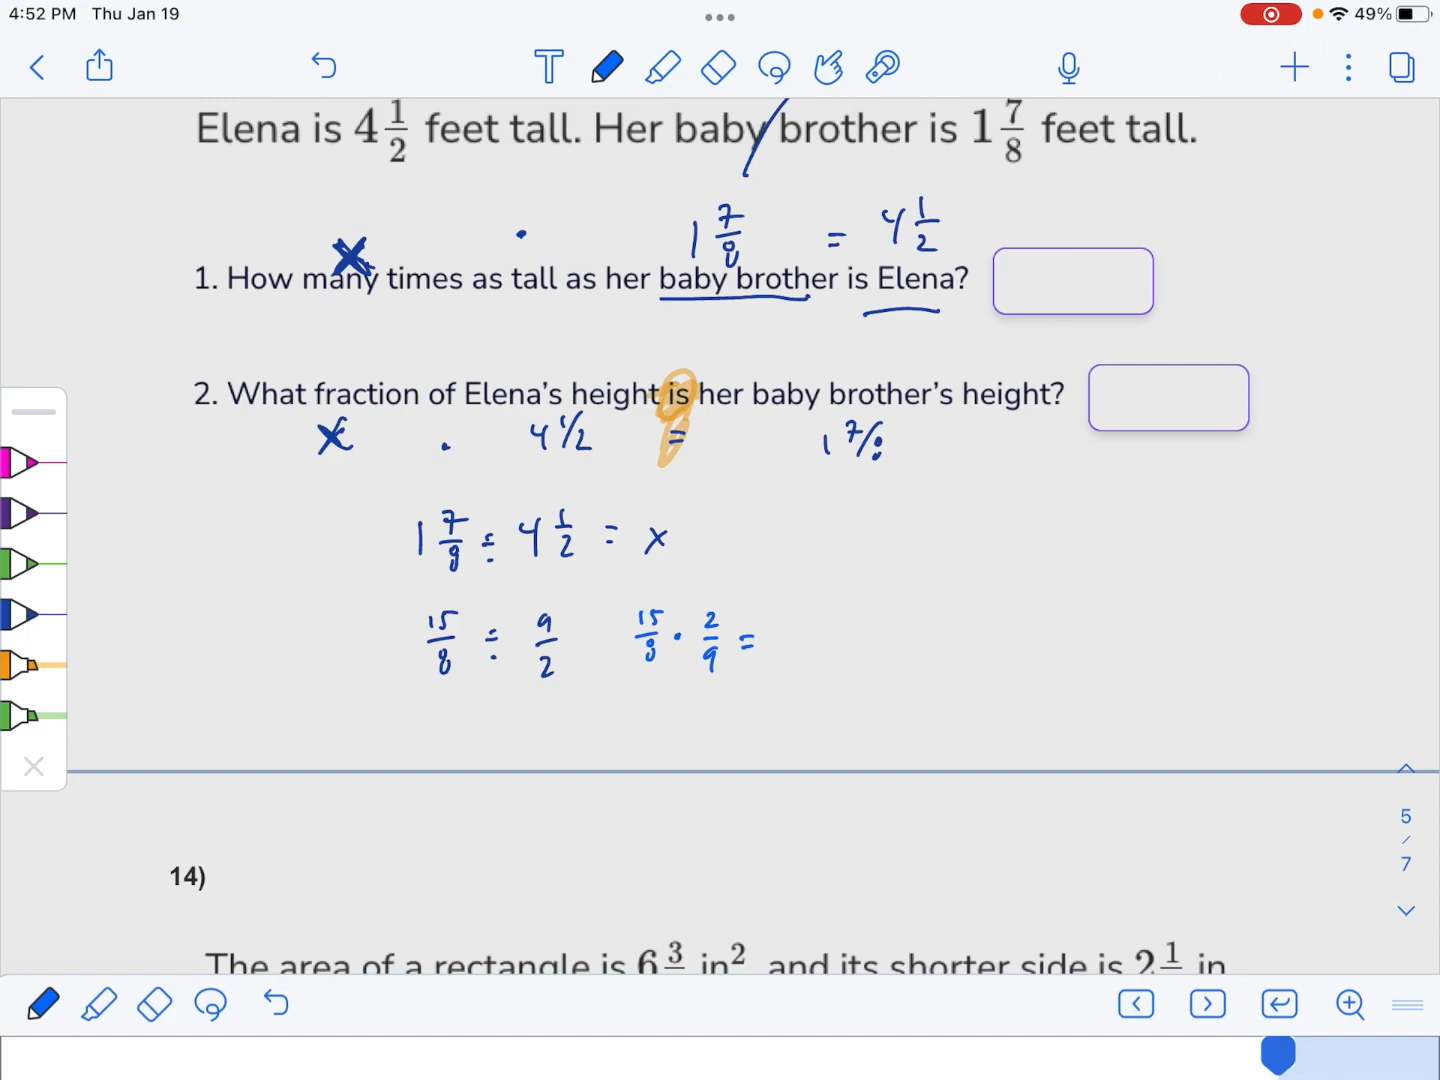 4:52 PM Thu Jan 19
49%
Elena is 4 1/2 feet tall. Her baby brother is 1 7/8 feet tall.
x · 1 7/8 = 4 1/2
1. How many times as tall as her baby brother is Elena?
2. What fraction of Elena's height is her baby brother's height?
x · 4 1/2 = 1 7/8
1 7/8 ÷ 4 1/2 = x
15/8 ÷ 9/2 15/8 · 2/9 =
5
/
7
14)
The area of a rectangle is 6 3 in² and its shorter side is 2 1 in